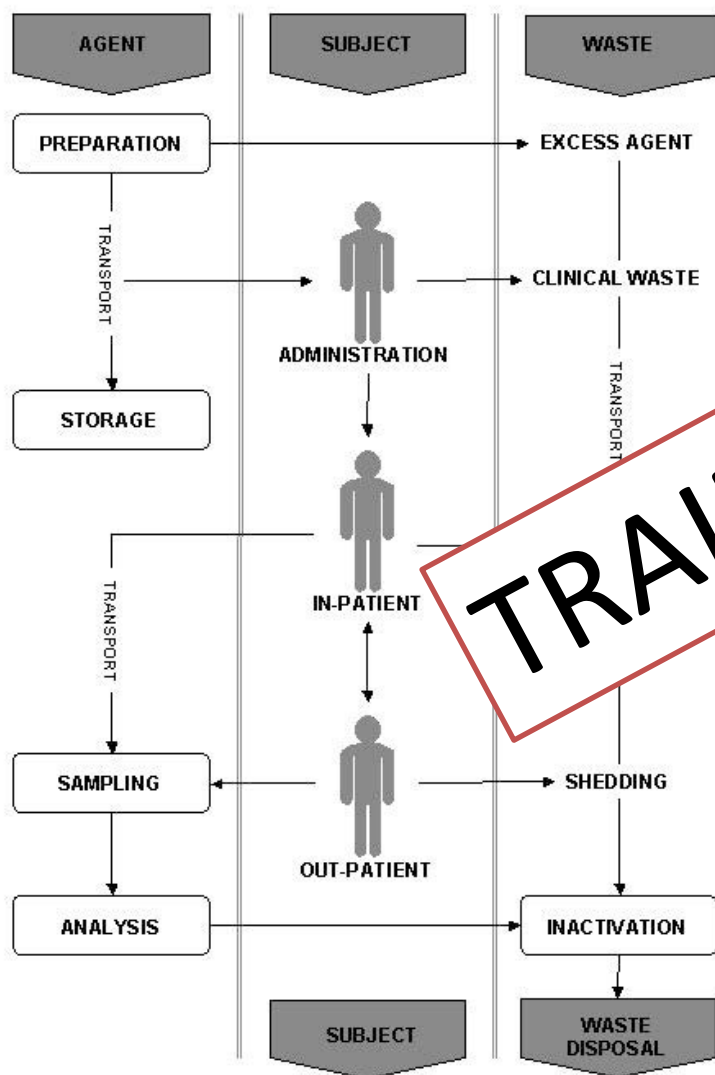 AGENT
SUBJECT
WASTE
PREPARATION
EXCESS AGENT
TRANSPORT
CLINICAL WASTE
ADMINISTRATION
STORAGE
TRANSPORT
IN-PATIENT
TRANSPORT
SAMPLING
SHEDDING
OUT-PATIENT
ANALYSIS
INACTIVATION
SUBJECT
WASTE
DISPOSAL